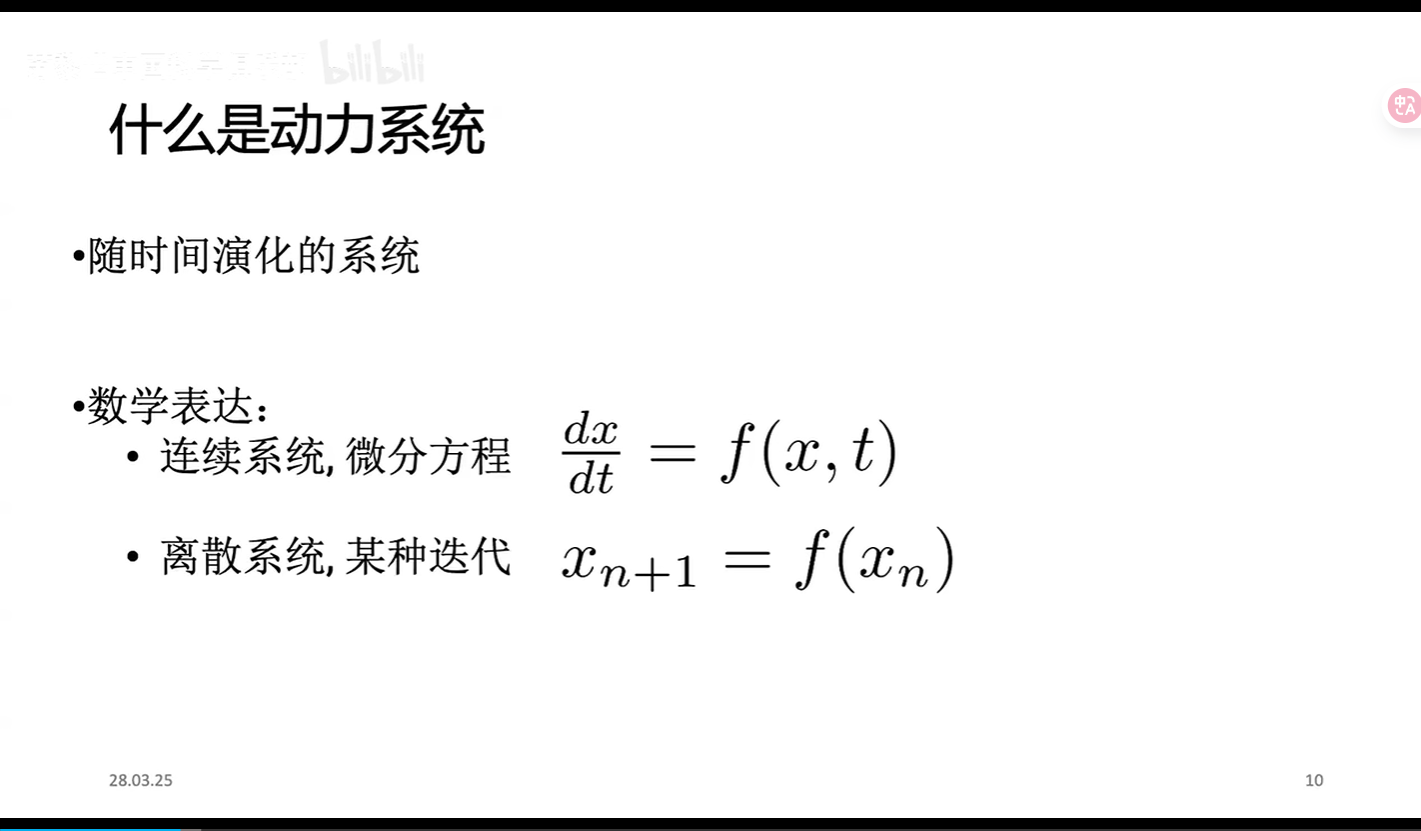 bilibili
什么是动力系统
•随时间演化的系统
•数学表达：
• 连续系统, 微分方程 dx/dt = f(x, t)
• 离散系统, 某种迭代 x_{n+1} = f(x_n)
28.03.25
10